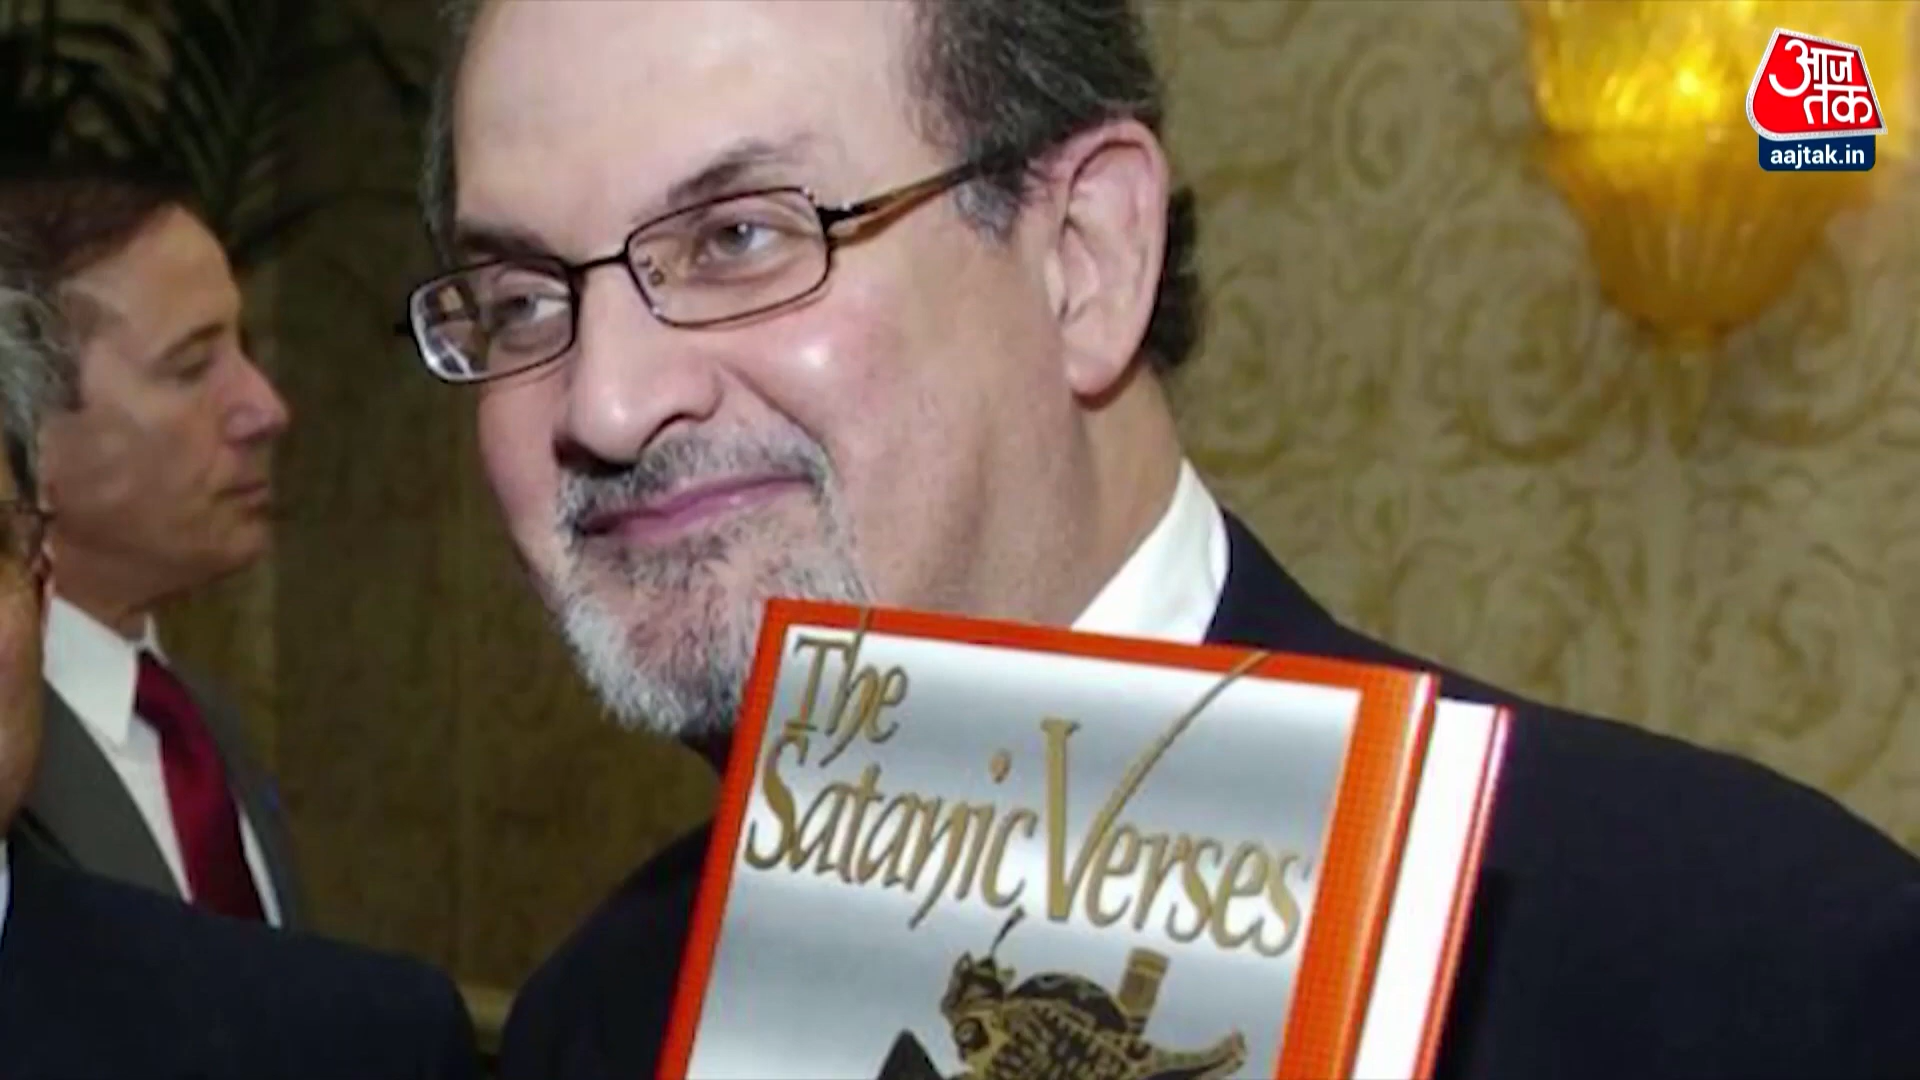 आज
तक
aajtak.in
The
Satanic Verses